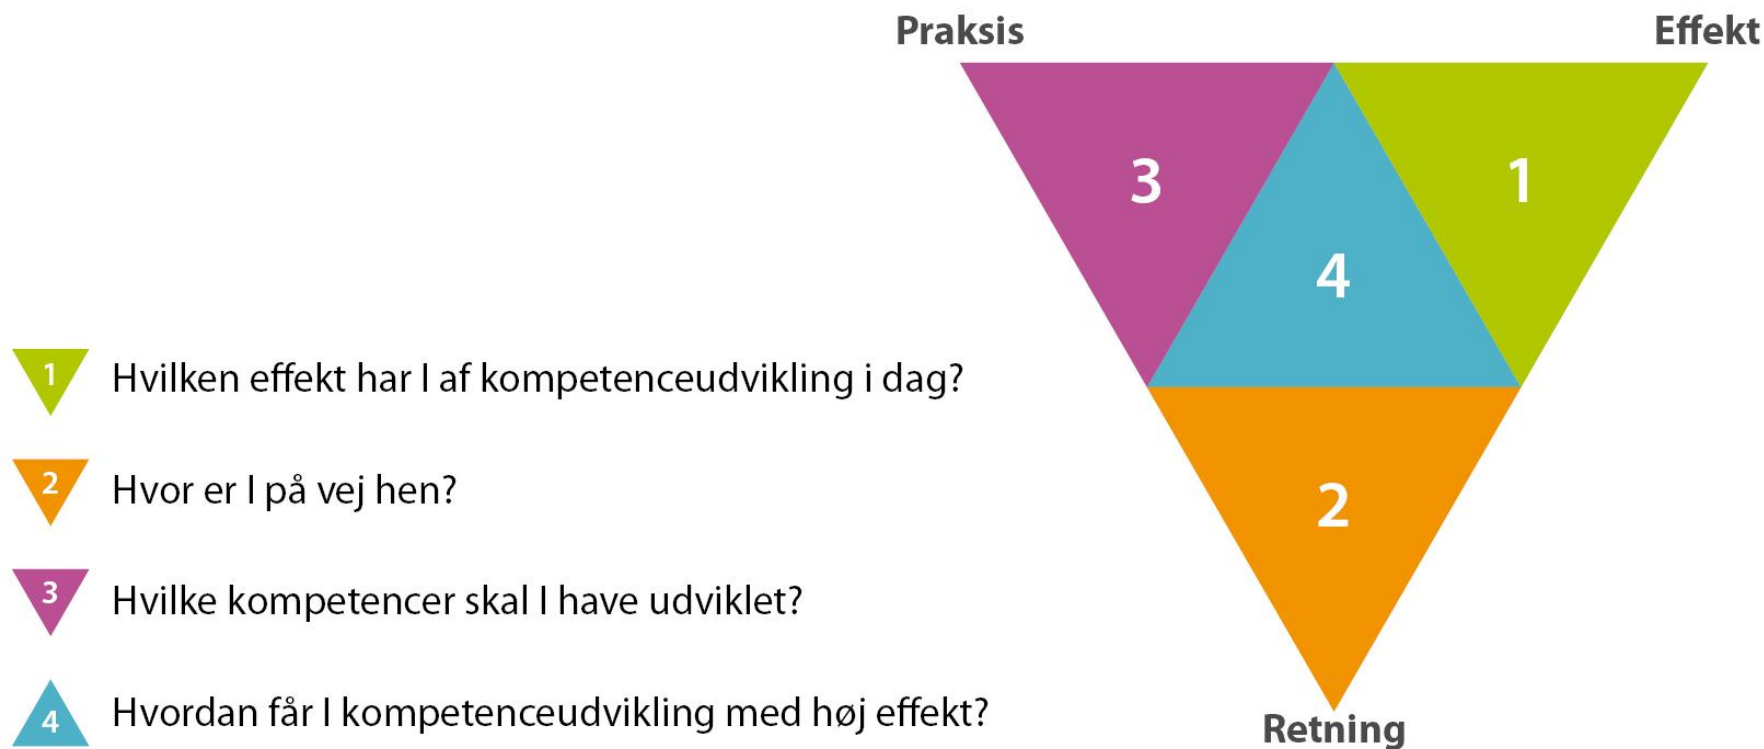 Praksis
Effekt
3
1
4
2
Retning
1 Hvilken effekt har I af kompetenceudvikling i dag?
2 Hvor er I på vej hen?
3 Hvilke kompetencer skal I have udviklet?
4 Hvordan får I kompetenceudvikling med høj effekt?